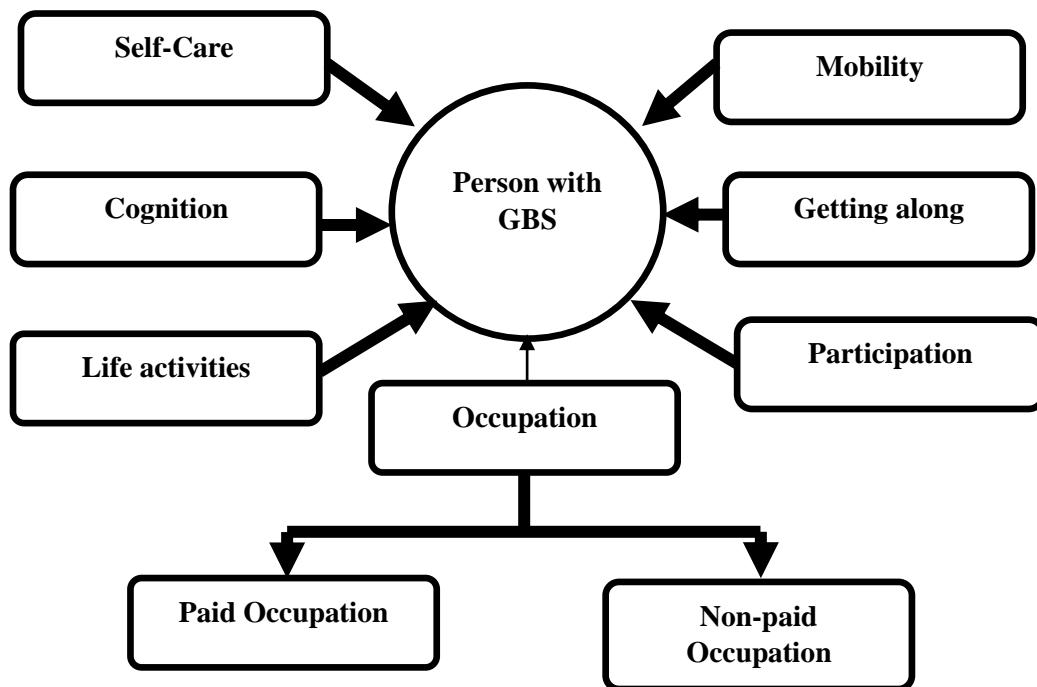 Self-Care
Mobility
Person with
GBS
Cognition
Getting along
Life activities
Participation
Occupation
Paid Occupation
Non-paid
Occupation